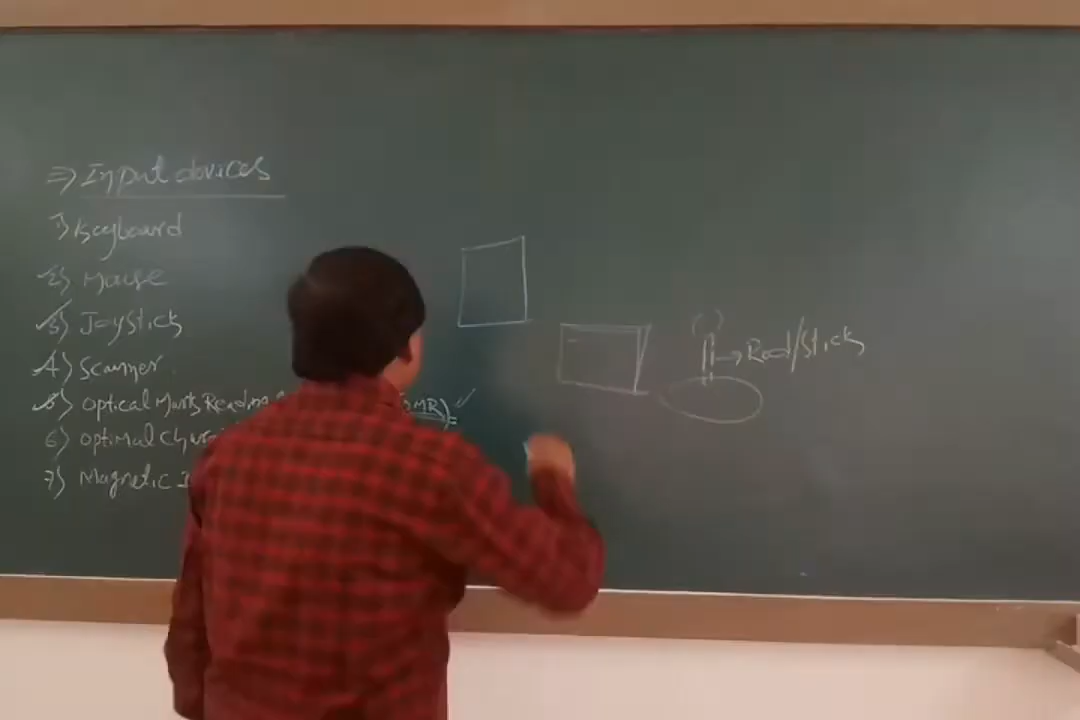 ⇒ Input devices
1) Keyboard
2) Mouse
3) Joystick
→ Rod/Stick
4) Scanner
5) Optical Mark Reading OMR)
6) Optimal
7) Magnetic